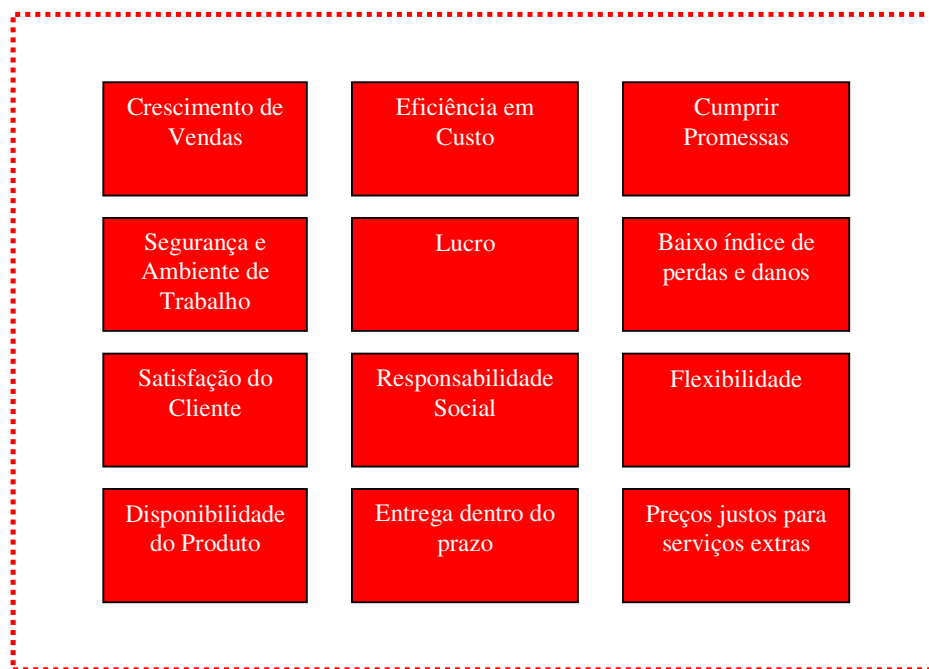 Crescimento de
Vendas
Eficiência em
Custo
Cumprir
Promessas
Segurança e
Ambiente de
Trabalho
Lucro
Baixo índice de
perdas e danos
Satisfação do
Cliente
Responsabilidade
Social
Flexibilidade
Disponibilidade
do Produto
Entrega dentro do
prazo
Preços justos para
serviços extras